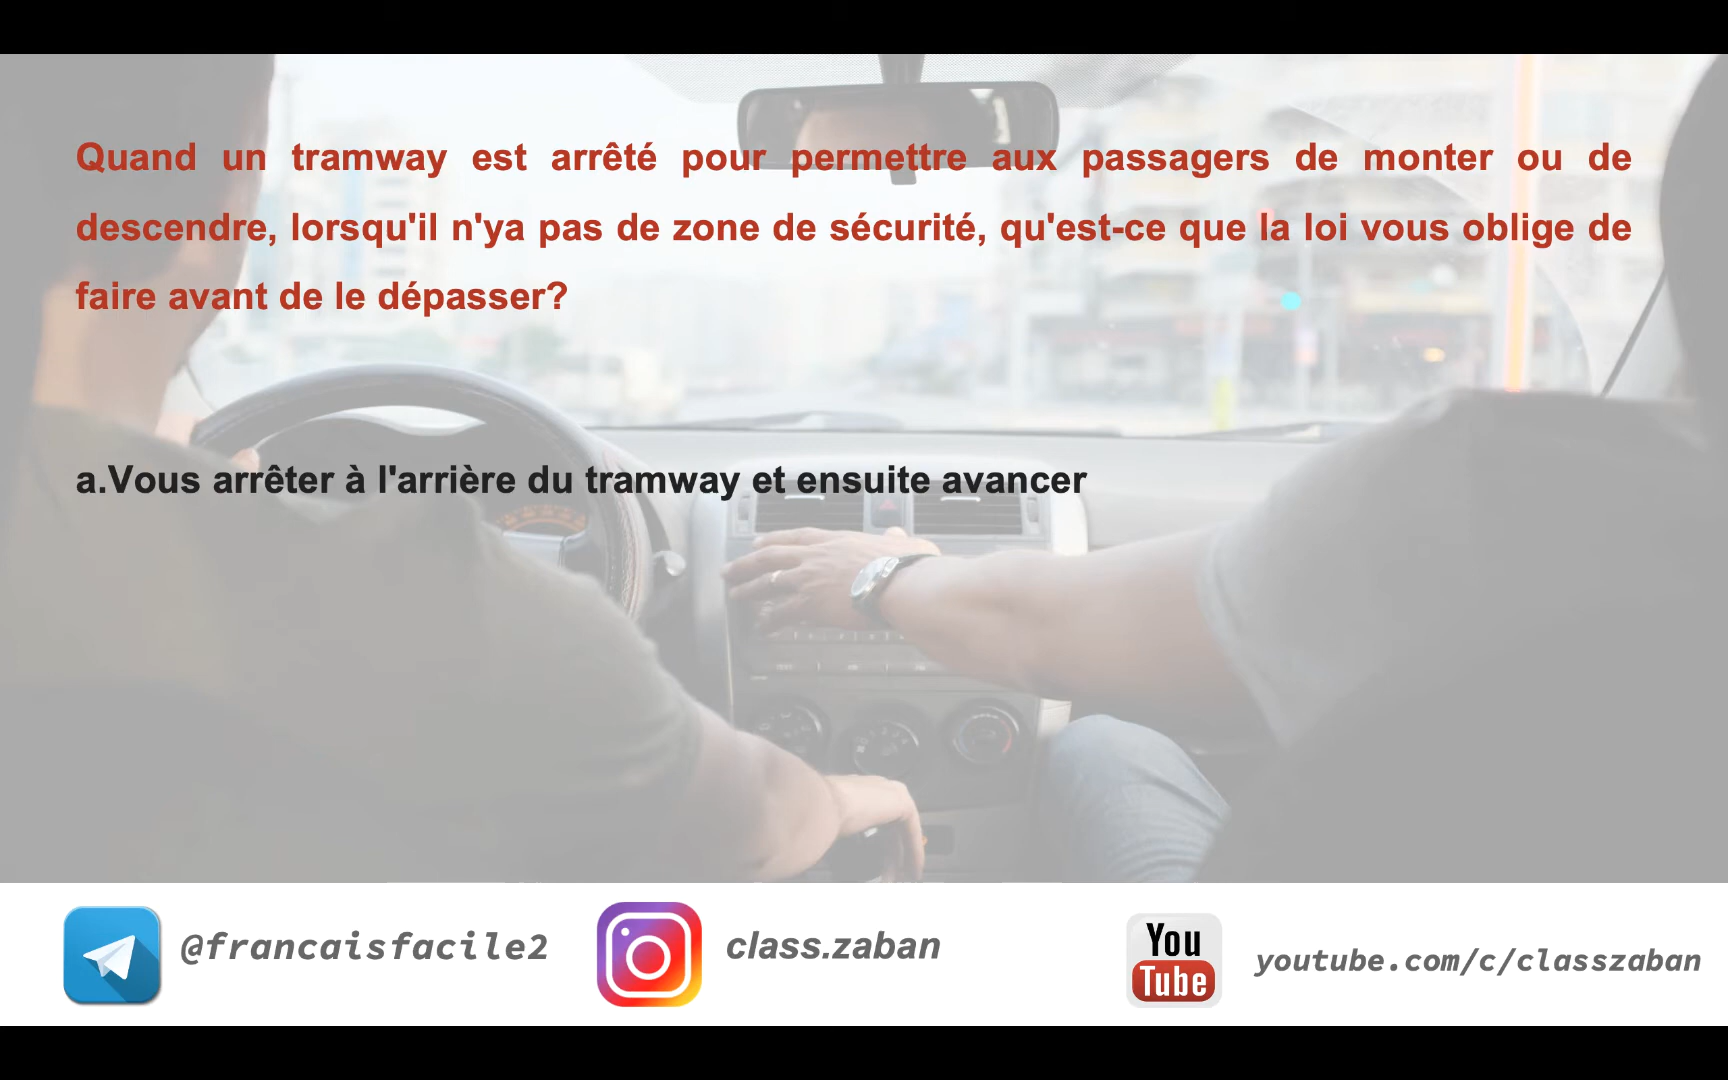 Quand un tramway est arrêté pour permettre aux passagers de monter ou de
descendre, lorsqu'il n'ya pas de zone de sécurité, qu'est-ce que la loi vous oblige de
faire avant de le dépasser?
a.Vous arrêter à l'arrière du tramway et ensuite avancer
@francaisfacile2
class.zaban
You
Tube
youtube.com/c/classzaban